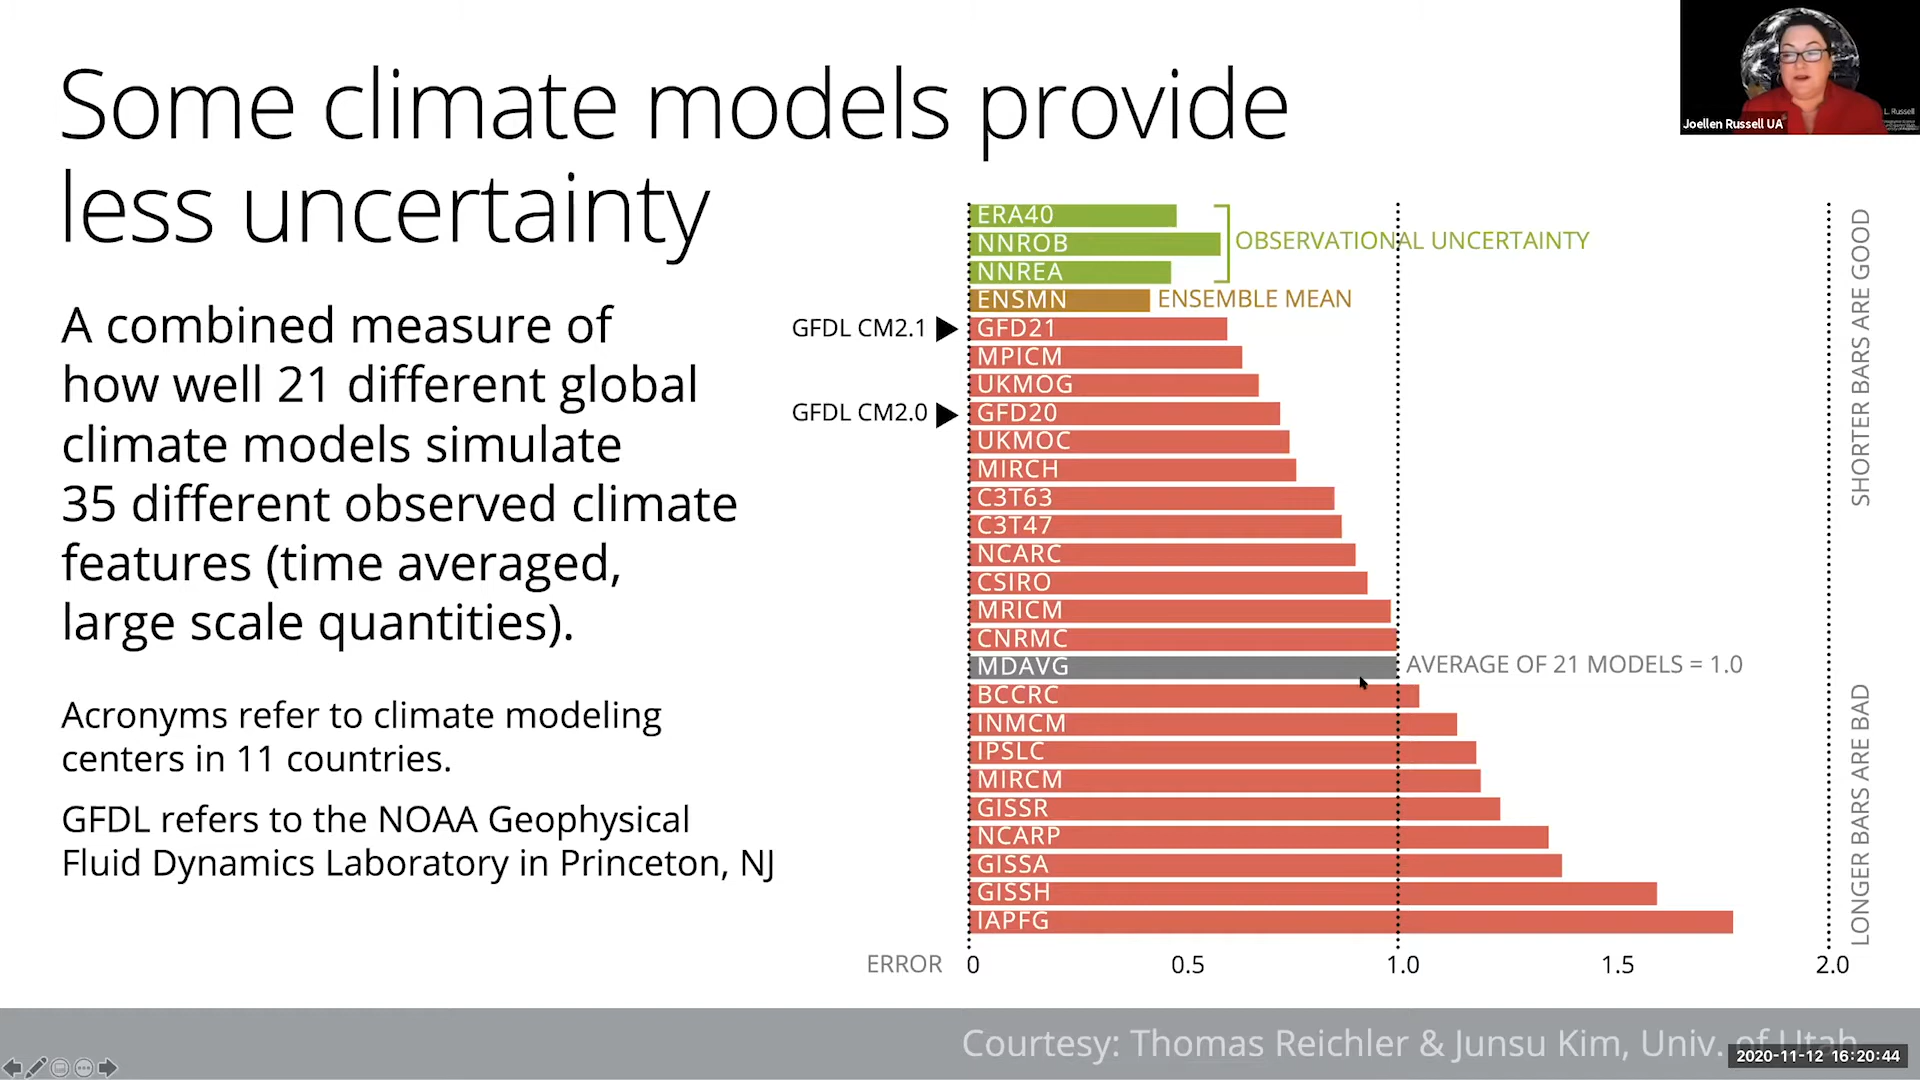 Some climate models provide
less uncertainty
A combined measure of
how well 21 different global
climate models simulate
35 different observed climate
features (time averaged,
large scale quantities).
Acronyms refer to climate modeling
centers in 11 countries.
GFDL refers to the NOAA Geophysical
Fluid Dynamics Laboratory in Princeton, NJ
L. Russell
Joellen Russell UA
ERA40
NNROB
OBSERVATIONAL UNCERTAINTY
NNREA
ENSMN ENSEMBLE MEAN
GFDL CM2.1 GFD21
MPICM
UKMOG
GFDL CM2.0 GFD20
UKMOC
MIRCH
C3T63
C3T47
NCARC
CSIRO
MRICM
CNRMC
MDAVG AVERAGE OF 21 MODELS = 1.0
BCCRC
INMCM
IPSLC
MIRCM
GISSR
NCARP
GISSA
GISSH
IAPFG
ERROR 0 0.5 1.0 1.5 2.0
SHORTER BARS ARE GOOD
LONGER BARS ARE BAD
Courtesy: Thomas Reichler & Junsu Kim, Univ. of Utah
2020-11-12 16:20:44